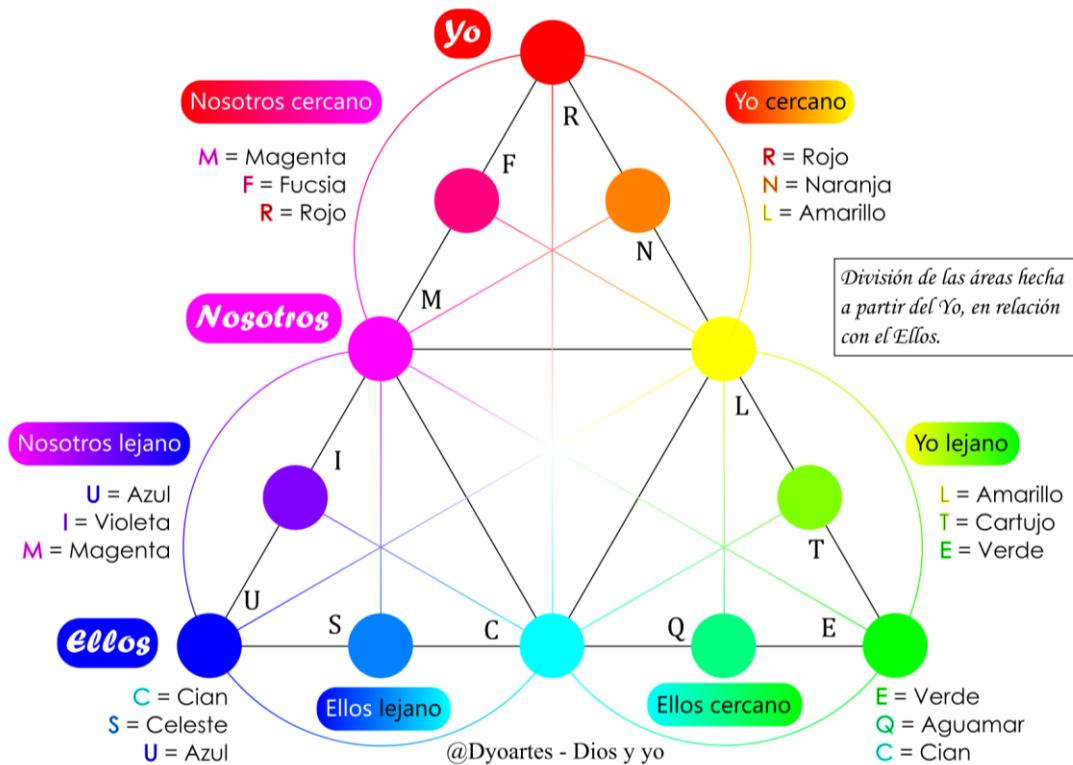 Yo
Nosotros cercano
M = Magenta
F = Fucsia
R = Rojo
Yo cercano
R = Rojo
N = Naranja
L = Amarillo
R
F
N
M
División de las áreas hecha
a partir del Yo, en relación
con el Ellos.
Nosotros
L
Nosotros lejano
U = Azul
I = Violeta
M = Magenta
I
Yo lejano
L = Amarillo
T = Cartujo
E = Verde
T
U
S
C
Q
E
Ellos
C = Cian
S = Celeste
U = Azul
Ellos lejano
Ellos cercano
E = Verde
Q = Aguamar
C = Cian
@Dyoartes - Dios y yo